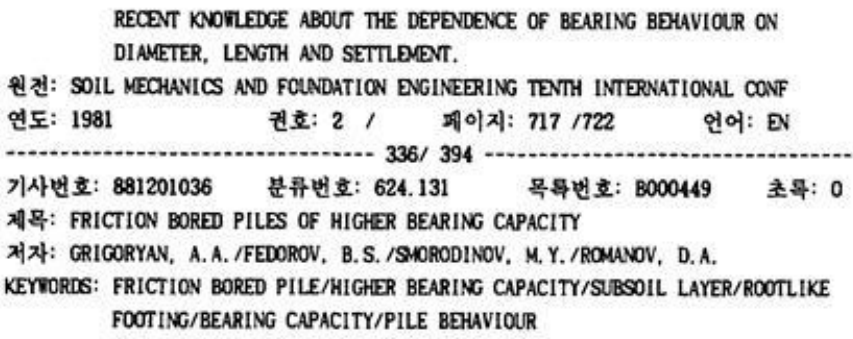 RECENT KNOWLEDGE ABOUT THE DEPENDENCE OF BEARING BEHAVIOUR ON
DIAMETER, LENGTH AND SETTLEMENT.
원전: SOIL MECHANICS AND FOUNDATION ENGINEERING TENTH INTERNATIONAL CONF
연도: 1981 권호: 2 / 페이지: 717 /722 언어: EN
---------------------------------- 336/ 394 ----------------------------------
기사번호: 881201036 분류번호: 624.131 목록번호: B000449 초록: 0
제목: FRICTION BORED PILES OF HIGHER BEARING CAPACITY
저자: GRIGORYAN, A.A./FEDOROV, B.S./SMORODINOV, M.Y./ROMANOV, D.A.
KEYWORDS: FRICTION BORED PILE/HIGHER BEARING CAPACITY/SUBSOIL LAYER/ROOTLIKE
FOOTING/BEARING CAPACITY/PILE BEHAVIOUR